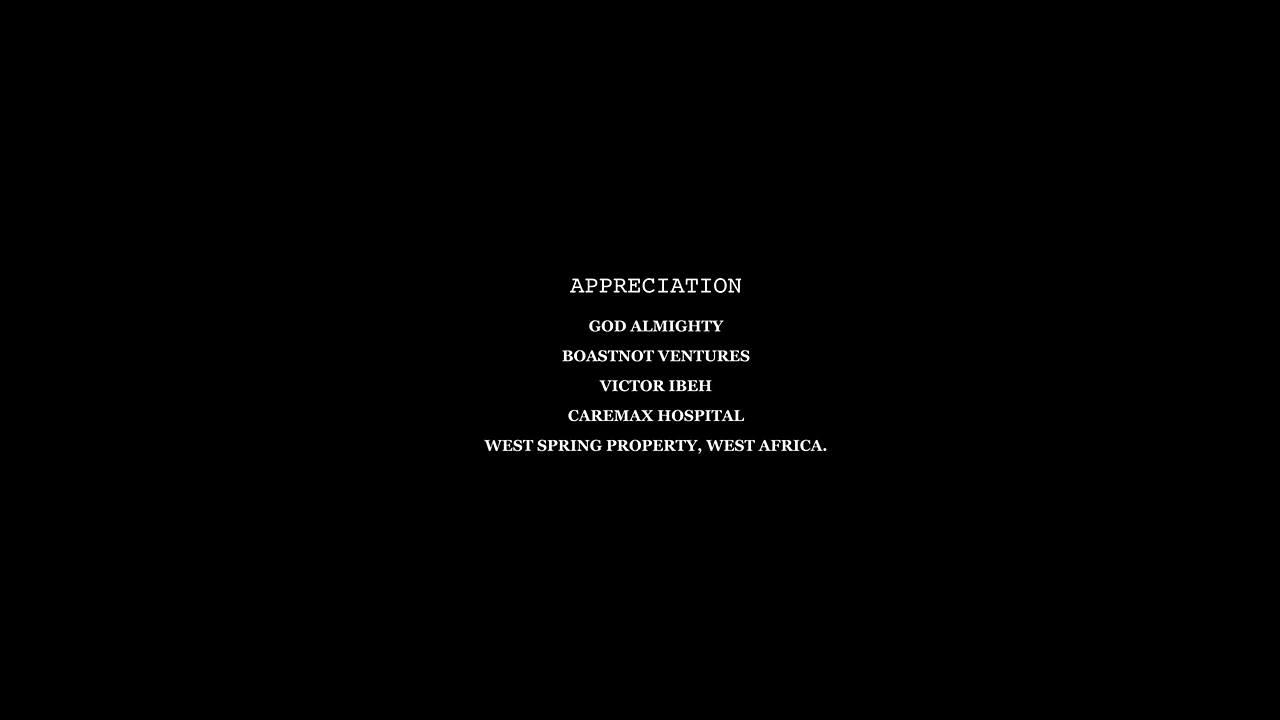 APPRECIATION
GOD ALMIGHTY
BOASTNOT VENTURES
VICTOR IBEH
CAREMAX HOSPITAL
WEST SPRING PROPERTY, WEST AFRICA.